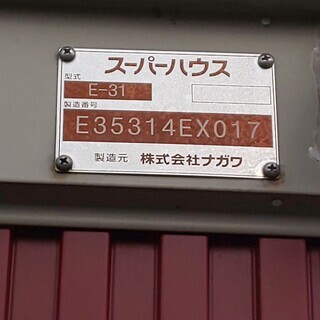 スーパーハウス
型式
E-31
製造番号
E35314EX017
製造元 株式会社ナガワ